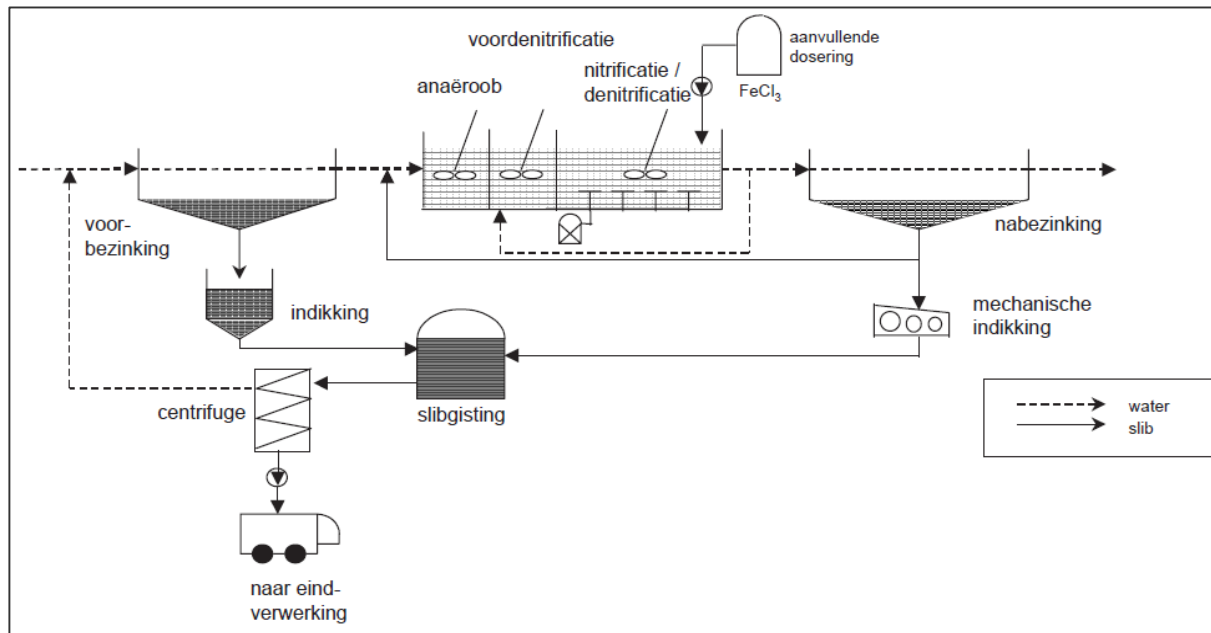 voordenitrificatie
aanvullende
dosering
anaëroob
nitrificatie /
denitrificatie
FeCl3
voor-
bezinking
nabezinking
indikking
mechanische
indikking
centrifuge
slibgisting
water
slib
naar eind-
verwerking